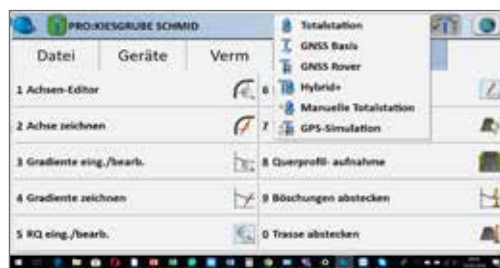 PRO:KIESGRUBE SCHMID
Totalstation
GNSS Basis
GNSS Rover
Hybrid+
Manuelle Totalstation
GPS-Simulation
Datei Geräte Verm
1 Achsen-Editor
6
2 Achse zeichnen
7
3 Gradiente eing./bearb.
8 Querprofil- aufnahme
4 Gradiente zeichnen
9 Böschungen abstecken
5 RQ eing./bearb.
0 Trasse abstecken